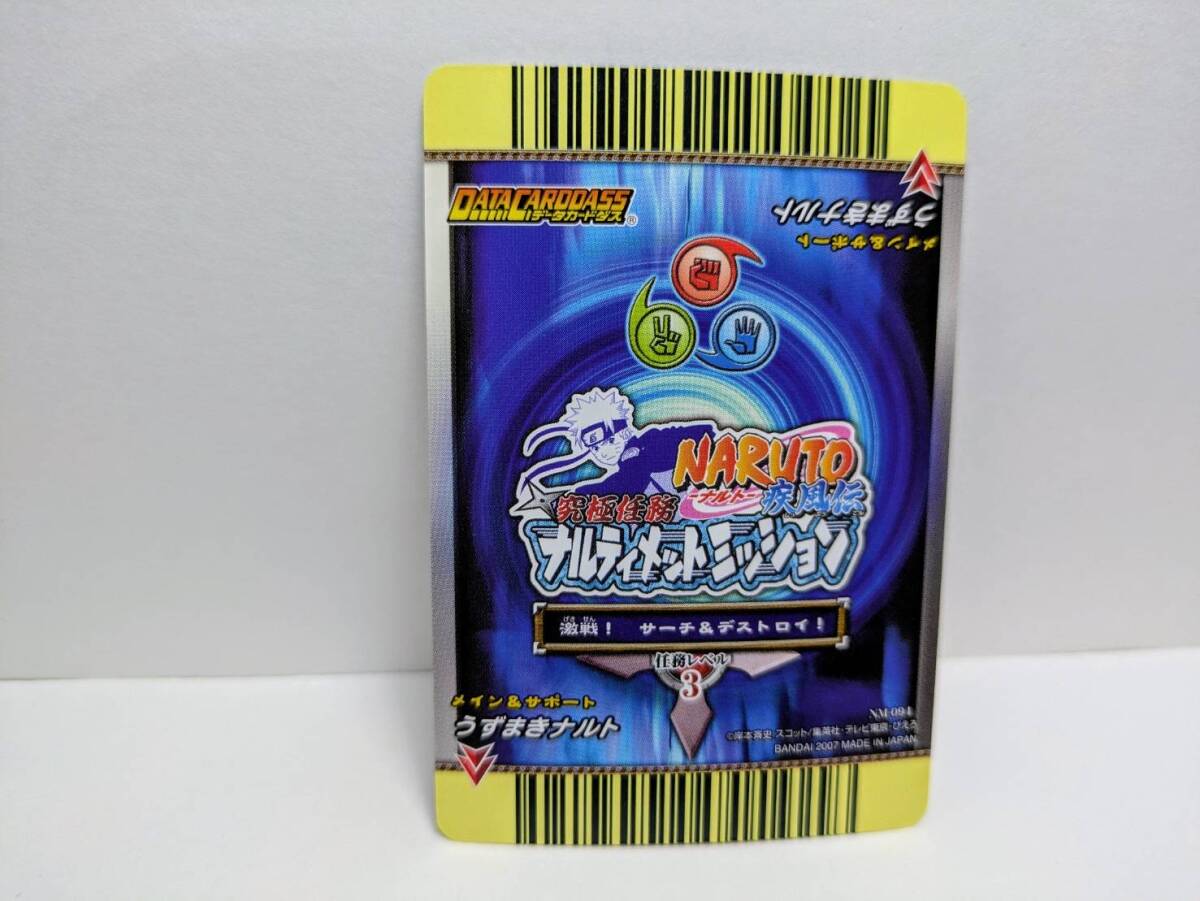 DATACARDDASS
データカードダス®
うずまきナルト
メイン&サポート
NARUTO
-ナルト-
疾風伝
究極任務
ナルティメットミッション
げき せん
激戦! サーチ&デストロイ!
任務レベル
3
メイン&サポート
うずまきナルト
NM-094
©岸本斉史 スコット/集英社・テレビ東京・ぴえろ
BANDAI 2007 MADE IN JAPAN